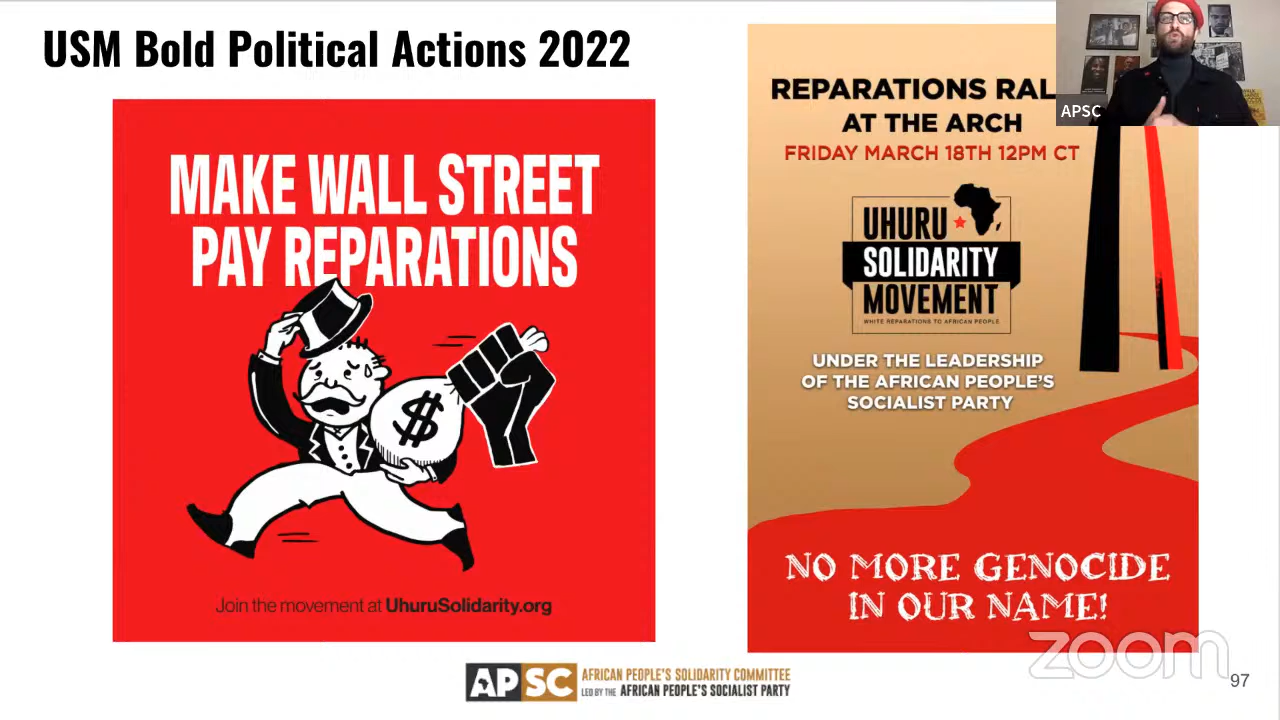 USM Bold Political Actions 2022
MAKE WALL STREET
PAY REPARATIONS
$
Join the movement at UhuruSolidarity.org
REPARATIONS RAL
AT THE ARCH
FRIDAY MARCH 18TH 12PM CT
UHURU
SOLIDARITY
MOVEMENT
WHITE REPARATIONS TO AFRICAN PEOPLE
UNDER THE LEADERSHIP
OF THE AFRICAN PEOPLE'S
SOCIALIST PARTY
NO MORE GENOCIDE
IN OUR NAME!
APSC
zoom
APSC AFRICAN PEOPLE'S SOLIDARITY COMMITTEE
LED BY THE AFRICAN PEOPLE'S SOCIALIST PARTY
97